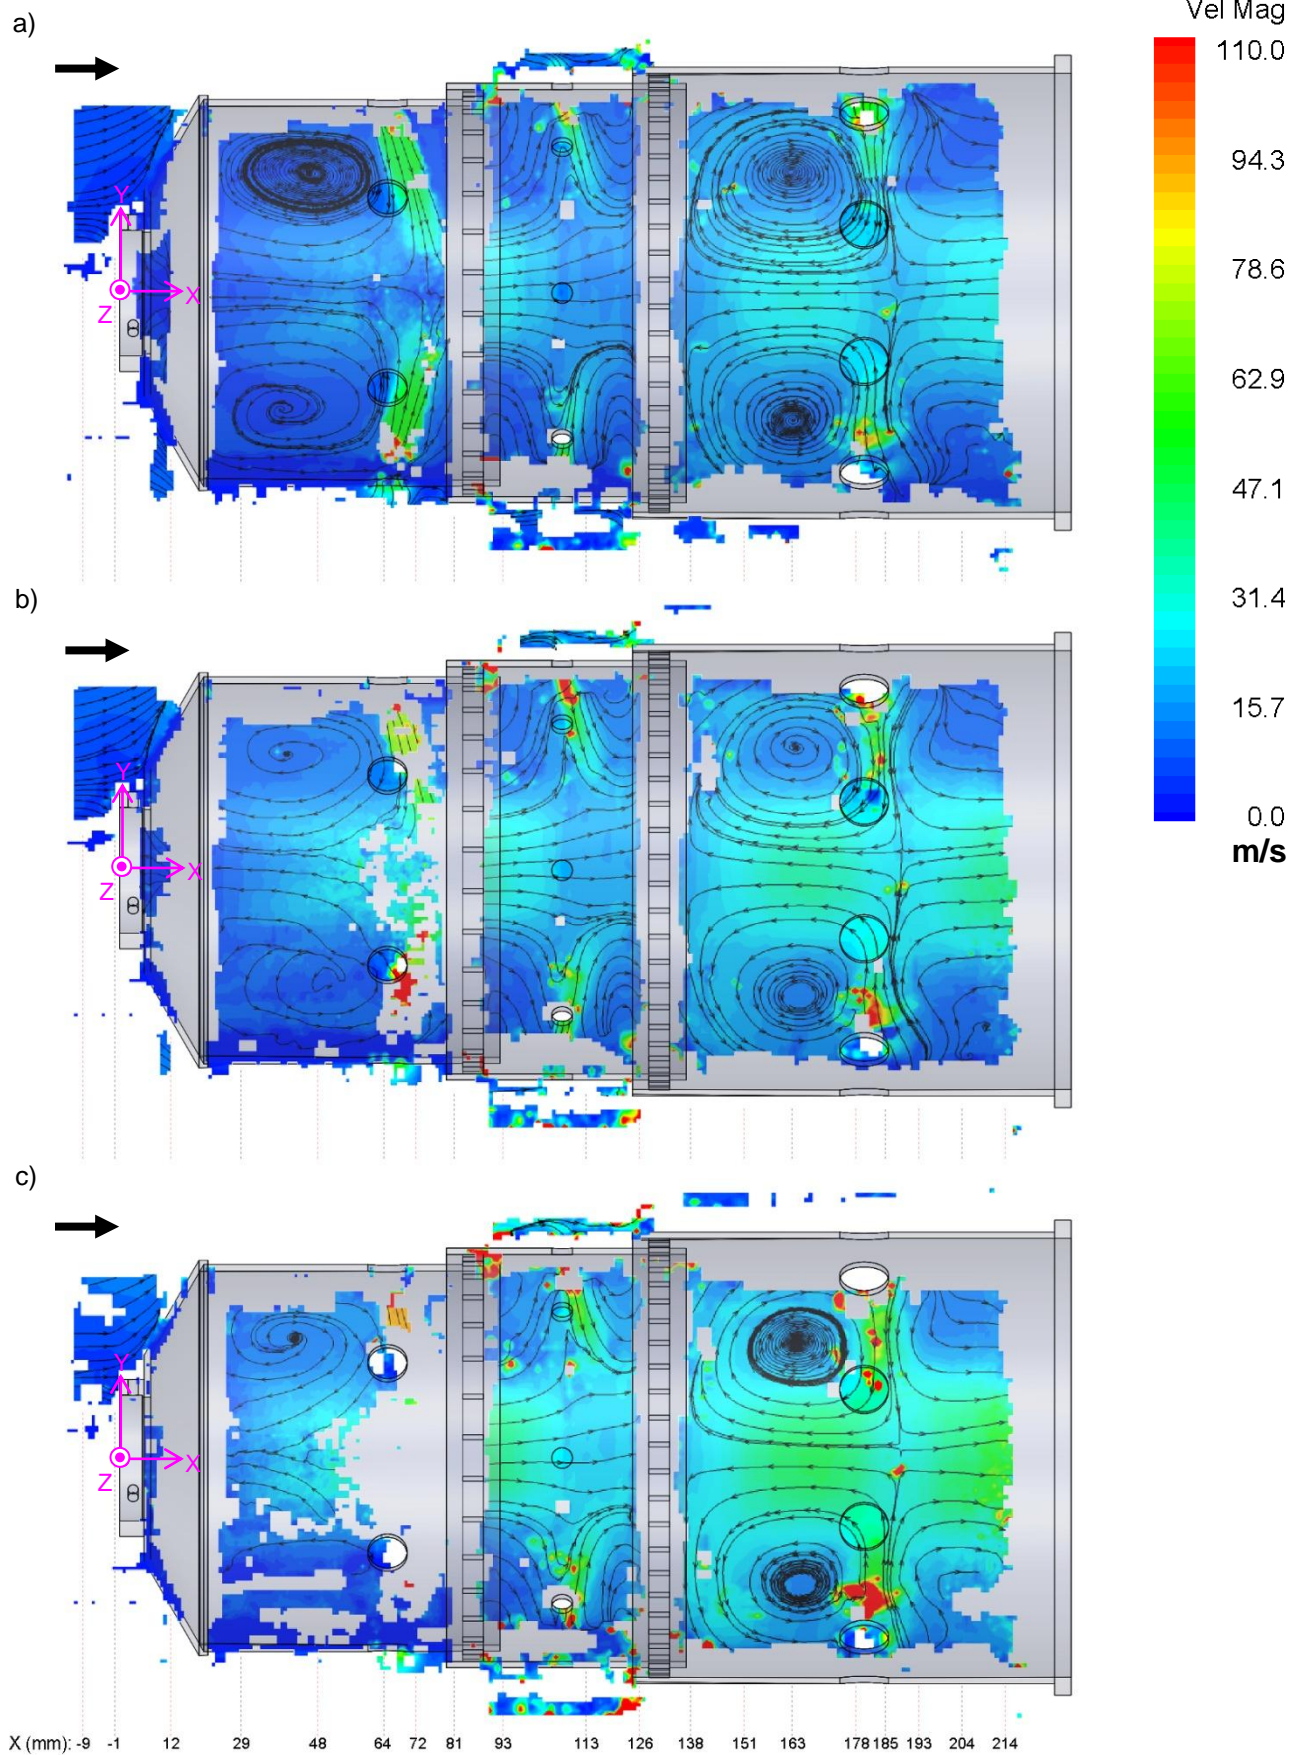 a)
Vel Mag
110.0
94.3
78.6
62.9
47.1
31.4
15.7
0.0
m/s
Y
X
Z
b)
Y
X
Z
c)
Y
X
Z
X (mm): -9 -1 12 29 48 64 72 81 93 113 126 138 149 163 178 185 193 204 214